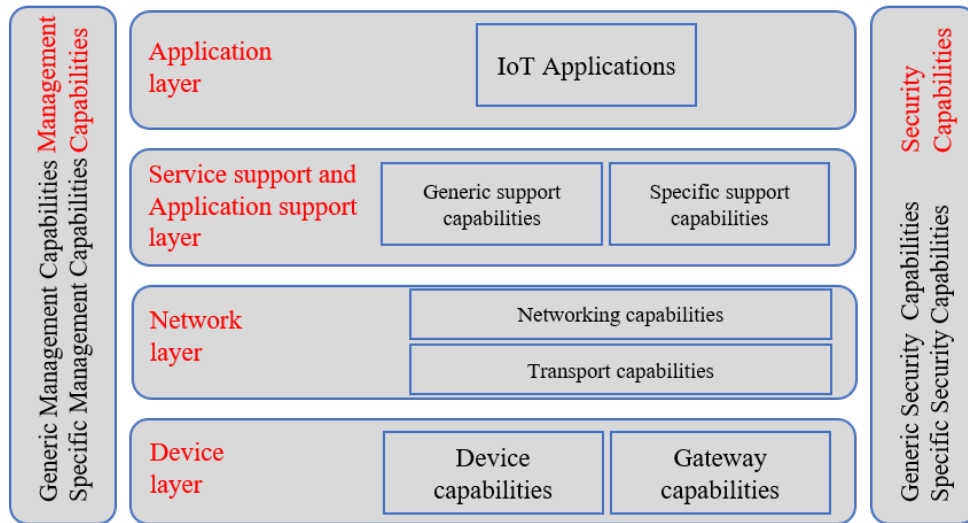 Management
Capabilities
Generic Management Capabilities
Specific Management Capabilities
Application
layer
IoT Applications
Service support and
Application support
layer
Generic support
capabilities
Specific support
capabilities
Network
layer
Networking capabilities
Transport capabilities
Device
layer
Device
capabilities
Gateway
capabilities
Security
Capabilities
Generic Security Capabilities
Specific Security Capabilities